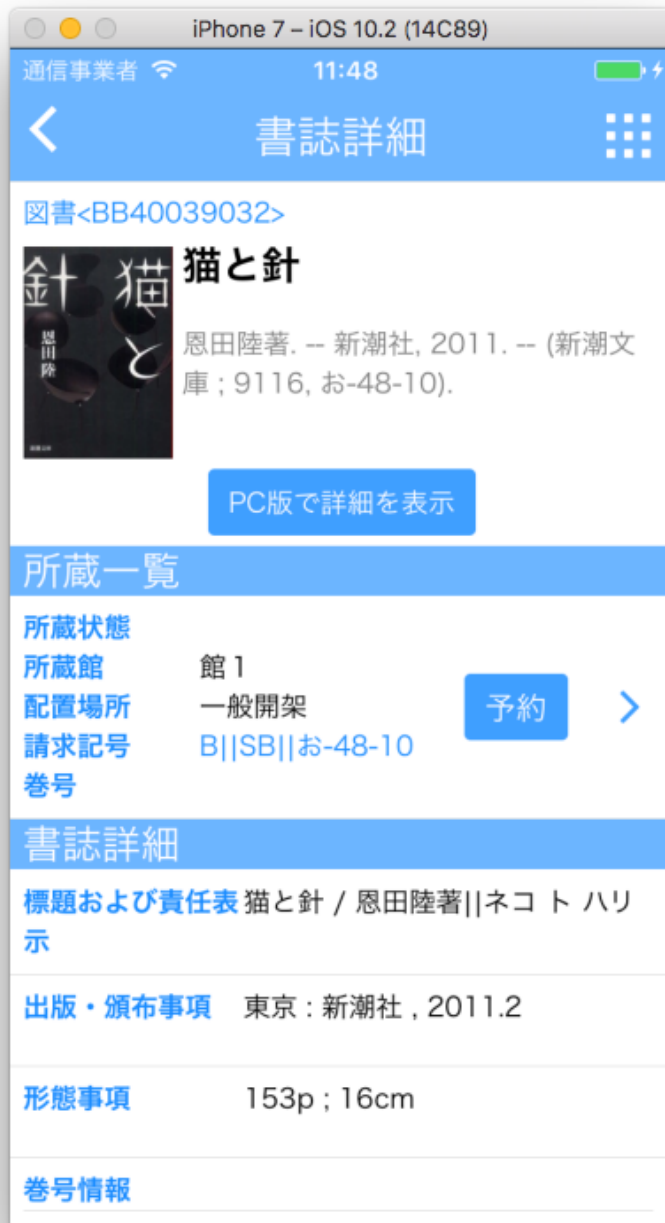 iPhone 7 – iOS 10.2 (14C89)
通信事業者 11:48
書誌詳細
図書<BB40039032>
猫と
針
恩田陸
猫と針
恩田陸著. -- 新潮社, 2011. -- (新潮文
庫 ; 9116, お-48-10).
PC版で詳細を表示
所蔵一覧
所蔵状態
所蔵館 館1
配置場所 一般開架
予約
請求記号 B||SB||お-48-10
巻号
書誌詳細
標題および責任表 猫と針 / 恩田陸著||ネコ ト ハリ
示
出版・頒布事項 東京 : 新潮社 , 2011.2
形態事項 153p ; 16cm
巻号情報